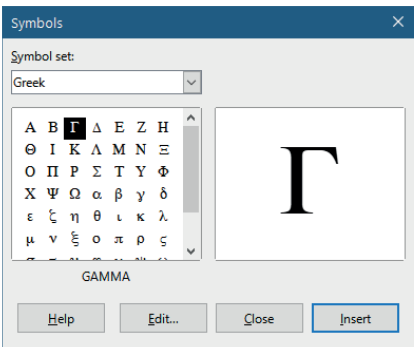 Symbols
Symbol set:
Greek
Α Β Γ Δ Ε Ζ Η
Θ Ι Κ Λ Μ Ν Ξ
Ο Π Ρ Σ Τ Υ Φ
Χ Ψ Ω α β γ δ
ε ζ η θ ι κ λ
μ ν ξ ο π ρ ς
Γ
GAMMA
Help Edit... Close Insert